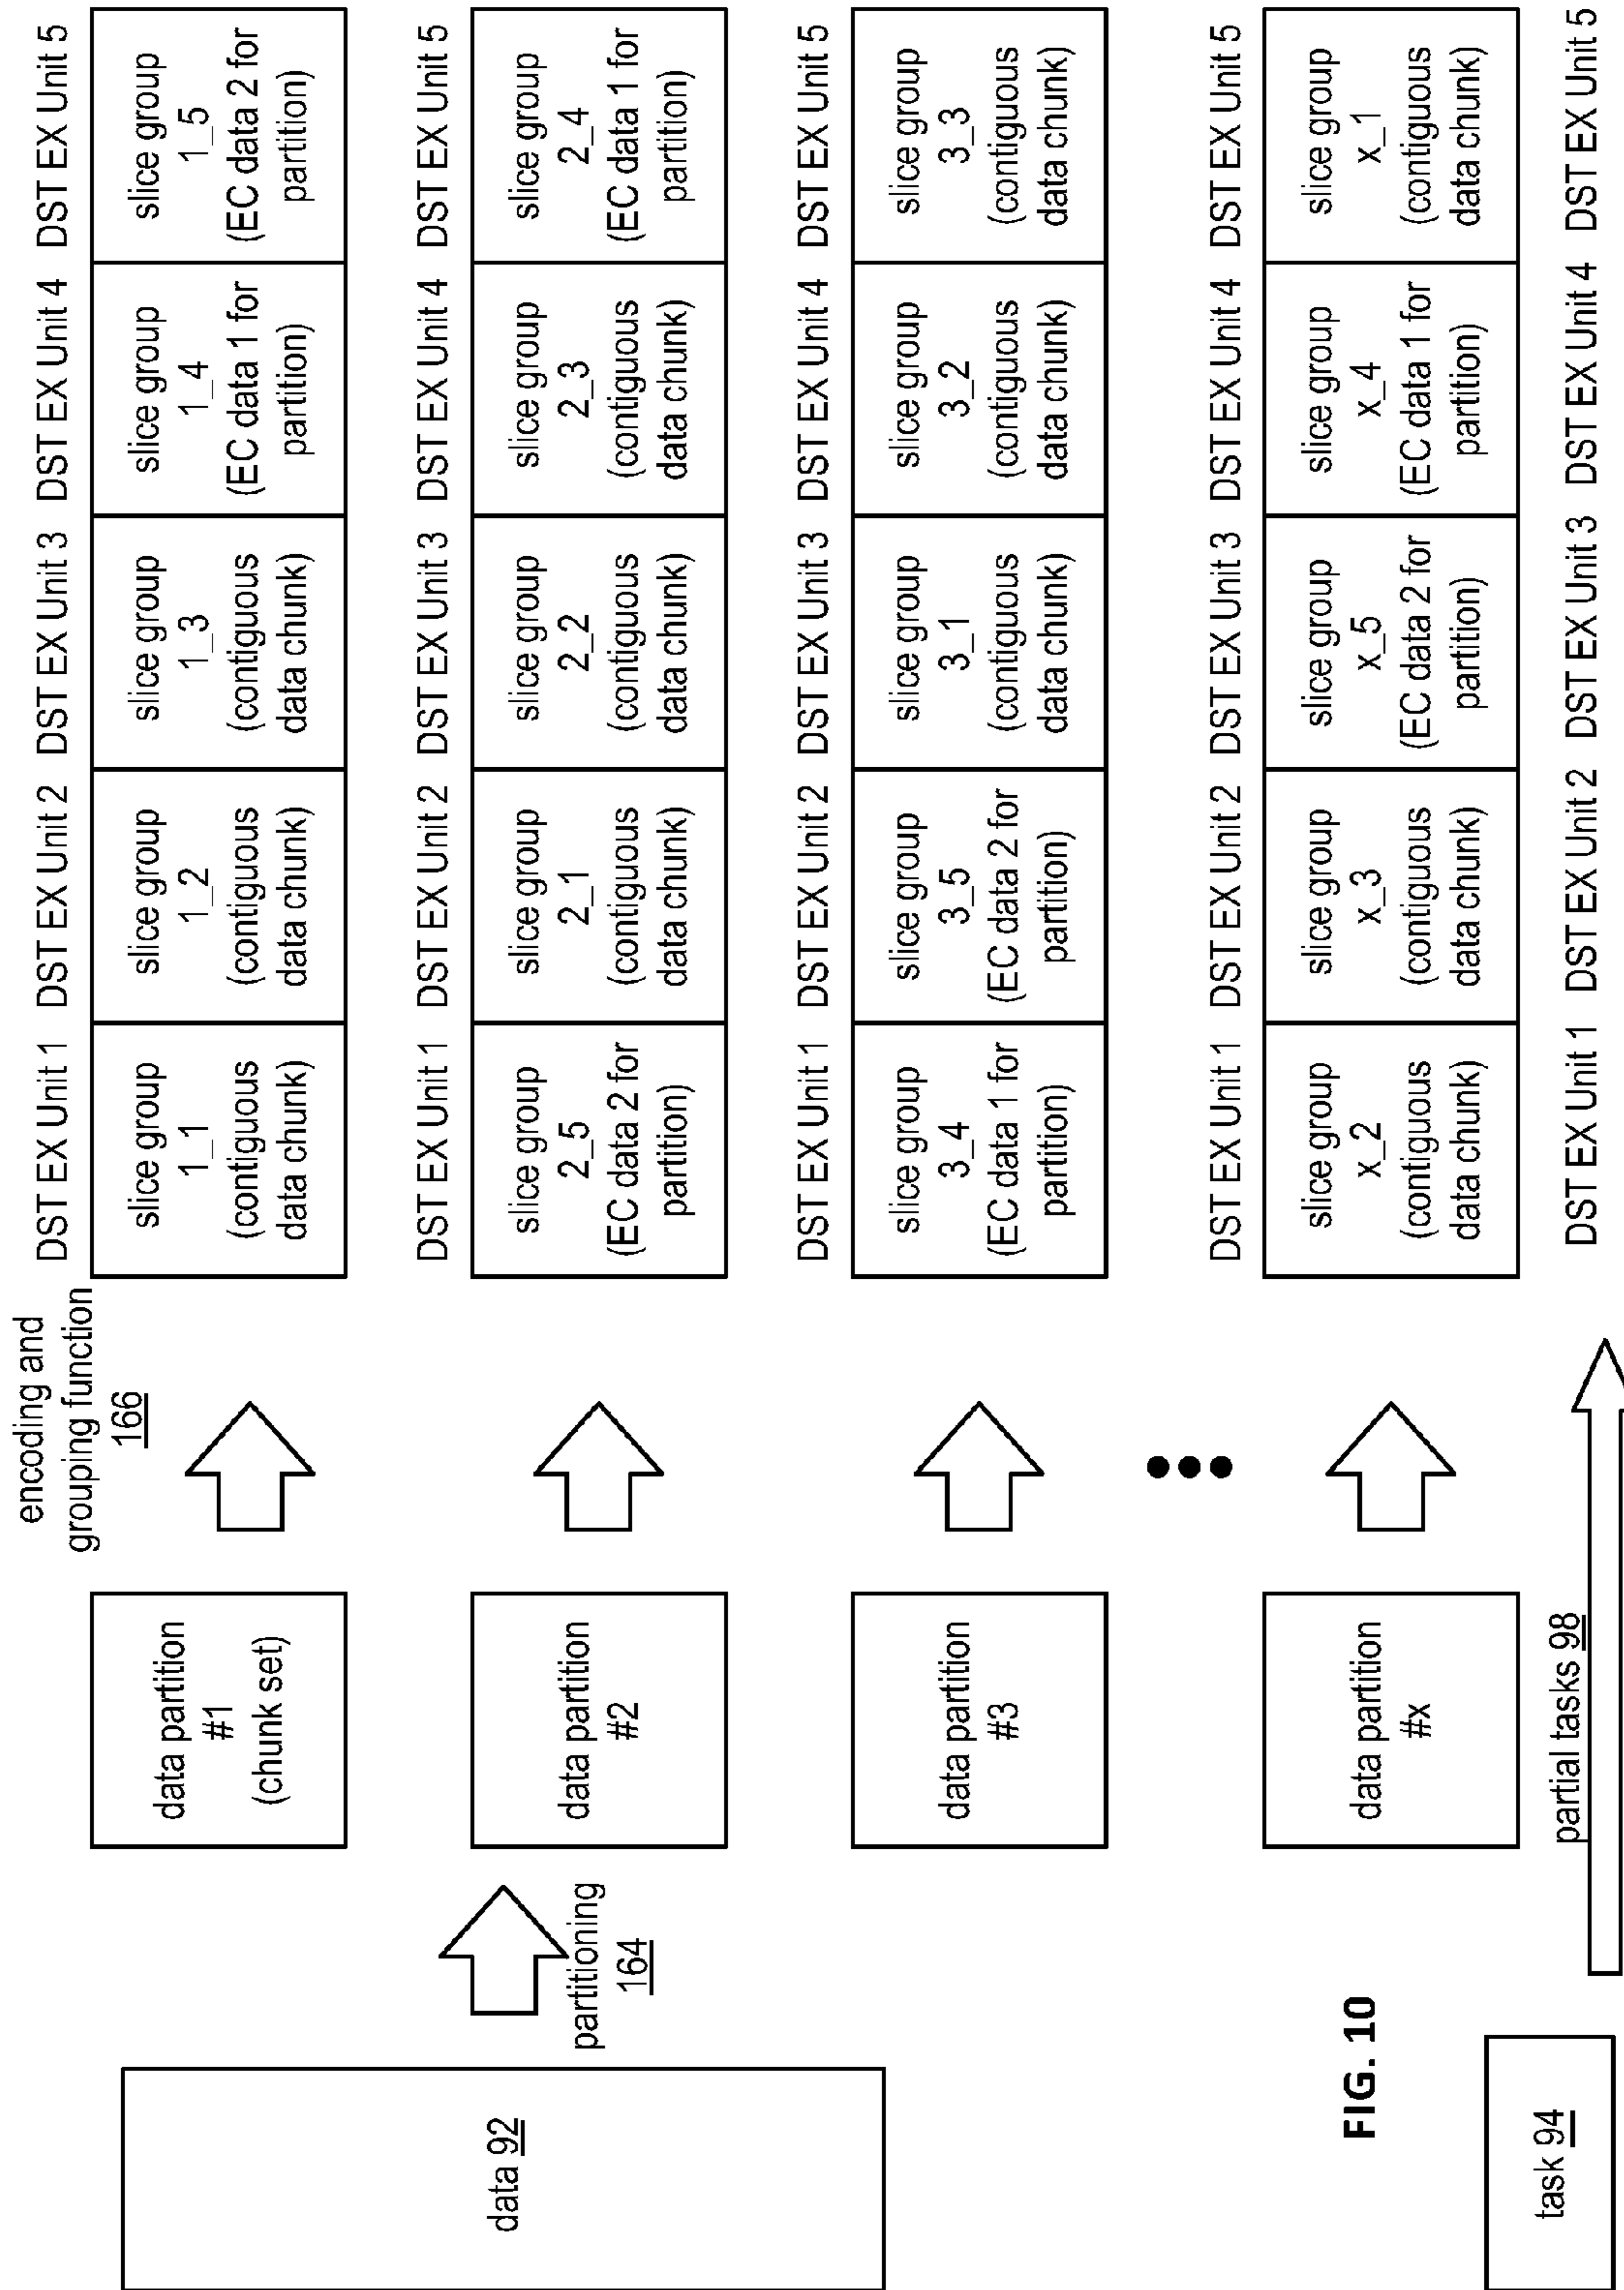 encoding and
grouping function
166
data 92
partitioning
164
data partition
#1
(chunk set)
DST EX Unit 1 DST EX Unit 2 DST EX Unit 3 DST EX Unit 4 DST EX Unit 5
slice group
1_1
(contiguous
data chunk)
slice group
1_2
(contiguous
data chunk)
slice group
1_3
(contiguous
data chunk)
slice group
1_4
(EC data 1 for
partition)
slice group
1_5
(EC data 2 for
partition)
data partition
#2
DST EX Unit 1 DST EX Unit 2 DST EX Unit 3 DST EX Unit 4 DST EX Unit 5
slice group
2_5
(EC data 2 for
partition)
slice group
2_1
(contiguous
data chunk)
slice group
2_2
(contiguous
data chunk)
slice group
2_3
(contiguous
data chunk)
slice group
2_4
(EC data 1 for
partition)
data partition
#3
DST EX Unit 1 DST EX Unit 2 DST EX Unit 3 DST EX Unit 4 DST EX Unit 5
slice group
3_4
(EC data 1 for
partition)
slice group
3_5
(EC data 2 for
partition)
slice group
3_1
(contiguous
data chunk)
slice group
3_2
(contiguous
data chunk)
slice group
3_3
(contiguous
data chunk)
data partition
#x
DST EX Unit 1 DST EX Unit 2 DST EX Unit 3 DST EX Unit 4 DST EX Unit 5
slice group
x_2
(contiguous
data chunk)
slice group
x_3
(contiguous
data chunk)
slice group
x_5
(EC data 2 for
partition)
slice group
x_4
(EC data 1 for
partition)
slice group
x_1
(contiguous
data chunk)
FIG. 10
task 94
partial tasks 98
DST EX Unit 1 DST EX Unit 2 DST EX Unit 3 DST EX Unit 4 DST EX Unit 5